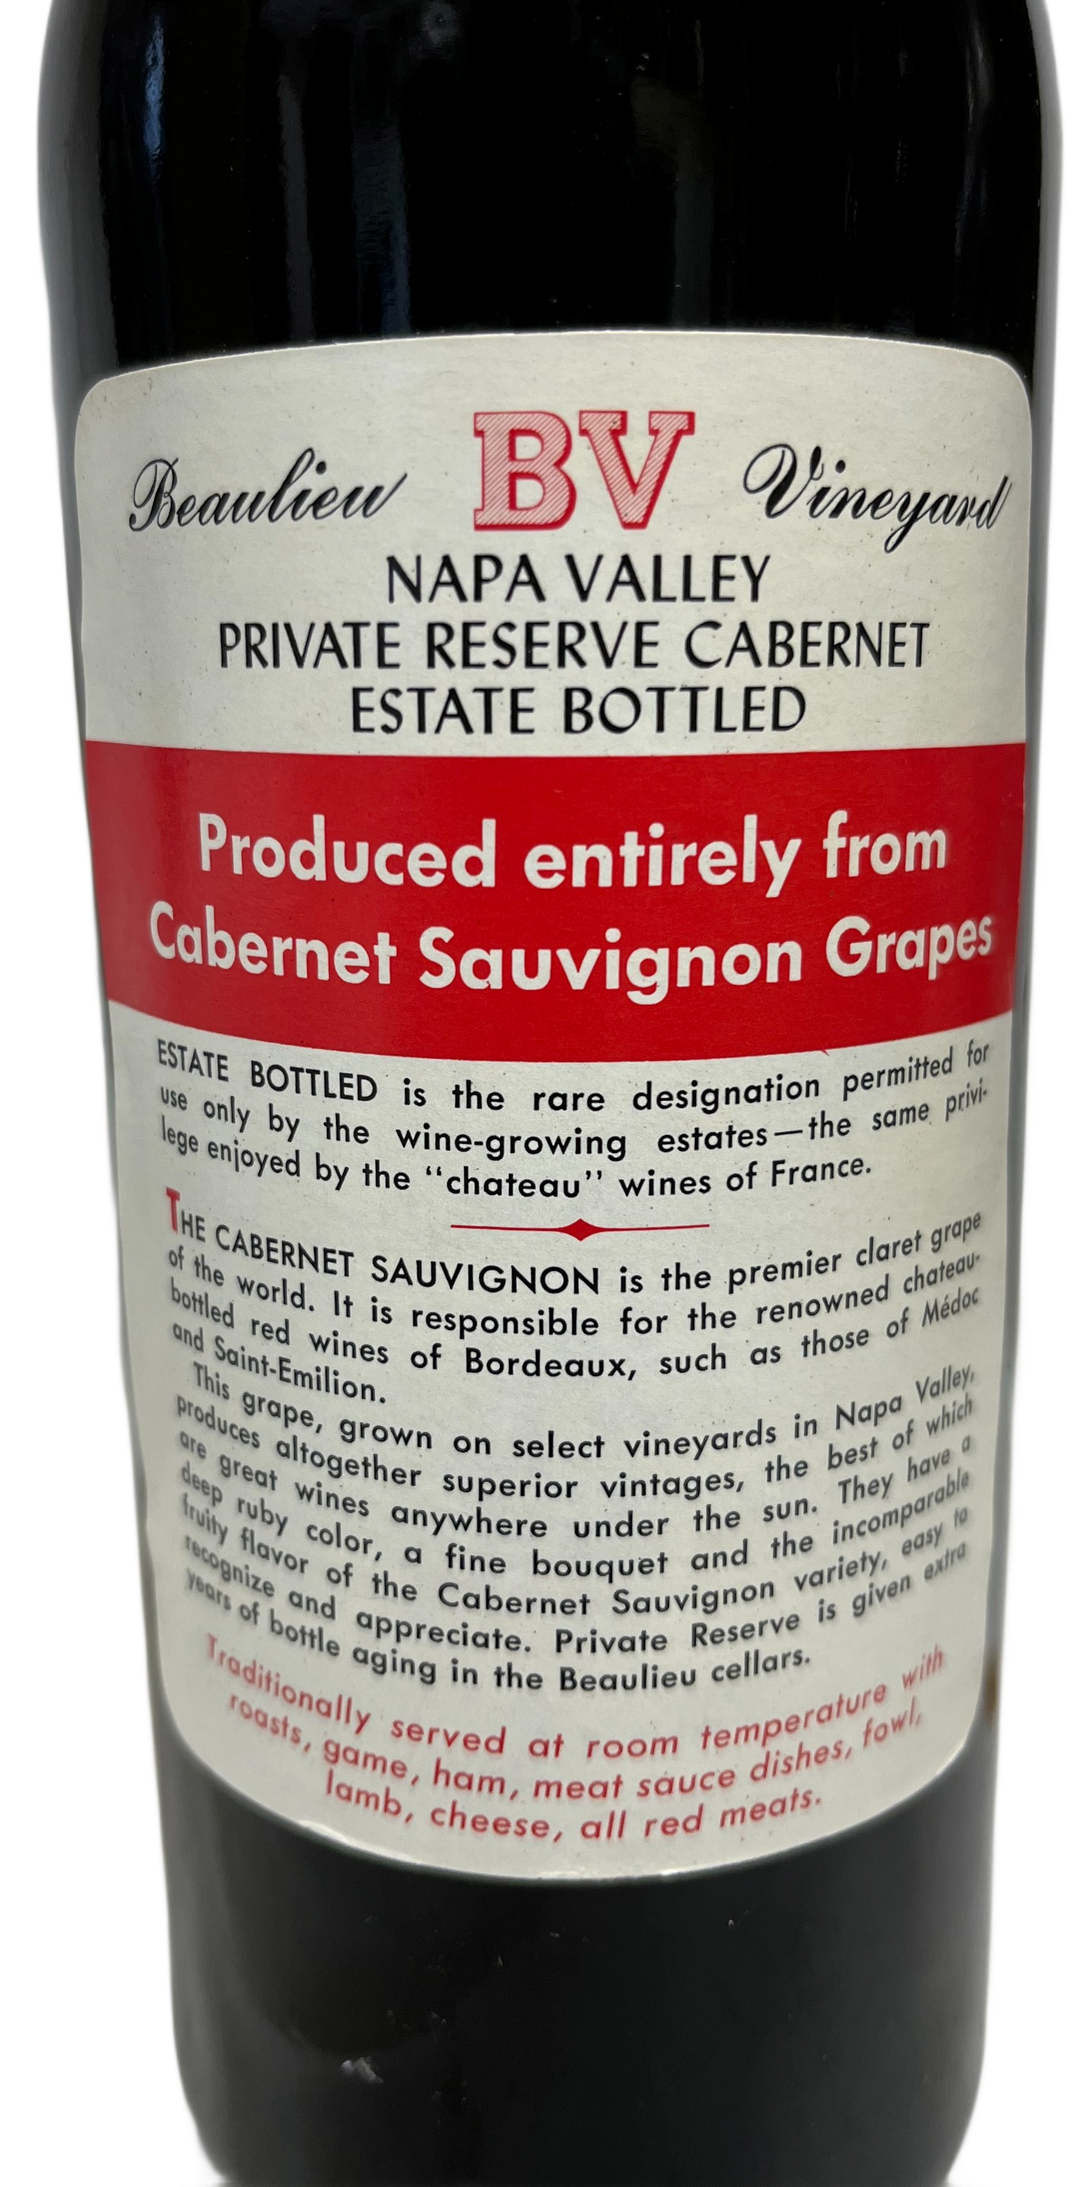 Beaulieu BV Vineyard
NAPA VALLEY
PRIVATE RESERVE CABERNET
ESTATE BOTTLED
Produced entirely from
Cabernet Sauvignon Grapes
ESTATE BOTTLED is the rare designation permitted for
use only by the wine-growing estates—the same privi-
lege enjoyed by the “chateau” wines of France.
THE CABERNET SAUVIGNON is the premier claret grape
of the world. It is responsible for the renowned chateau-
bottled red wines of Bordeaux, such as those of Médoc
and Saint-Emilion.
This grape, grown on select vineyards in Napa Valley,
produces altogether superior vintages, the best of which
are great wines anywhere under the sun. They have a
deep ruby color, a fine bouquet and the incomparable
fruity flavor of the Cabernet Sauvignon variety, easy to
recognize and appreciate. Private Reserve is given extra
years of bottle aging in the Beaulieu cellars.
Traditionally served at room temperature with
roasts, game, ham, meat sauce dishes, fowl,
lamb, cheese, all red meats.